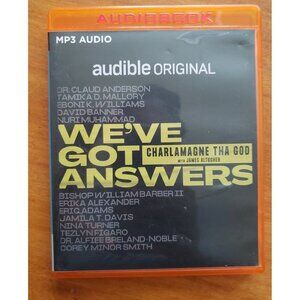 AUDIOBOOK
MP3 AUDIO
audible ORIGINAL
DR. CLAUD ANDERSON
TAMIKA D. MALLORY
EBONI K. WILLIAMS
DAVID BANNER
NURI MUHAMMAD
WE'VE
GOT
CHARLAMAGNE THA GOD
WITH JAMES ALTUCHER
ANSWERS
BISHOP WILLIAM BARBER II
ERIKA ALEXANDER
ERIC ADAMS
JAMILA T. DAVIS
NINA TURNER
TEZLYN FIGARO
DR. ALFIEE BRELAND-NOBLE
COREY MINOR SMITH